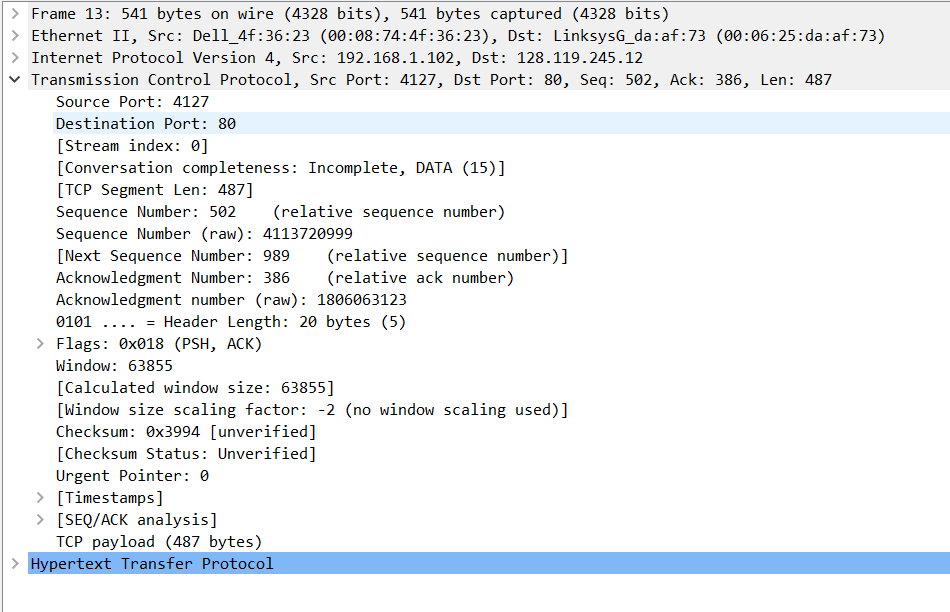 Frame 13: 541 bytes on wire (4328 bits), 541 bytes captured (4328 bits)
Ethernet II, Src: Dell_4f:36:23 (00:08:74:4f:36:23), Dst: LinksysG_da:af:73 (00:06:25:da:af:73)
Internet Protocol Version 4, Src: 192.168.1.102, Dst: 128.119.245.12
Transmission Control Protocol, Src Port: 4127, Dst Port: 80, Seq: 502, Ack: 386, Len: 487
Source Port: 4127
Destination Port: 80
[Stream index: 0]
[Conversation completeness: Incomplete, DATA (15)]
[TCP Segment Len: 487]
Sequence Number: 502    (relative sequence number)
Sequence Number (raw): 4113720999
[Next Sequence Number: 989    (relative sequence number)]
Acknowledgment Number: 386    (relative ack number)
Acknowledgment number (raw): 1806063123
0101 .... = Header Length: 20 bytes (5)
Flags: 0x018 (PSH, ACK)
Window: 63855
[Calculated window size: 63855]
[Window size scaling factor: -2 (no window scaling used)]
Checksum: 0x3994 [unverified]
[Checksum Status: Unverified]
Urgent Pointer: 0
[Timestamps]
[SEQ/ACK analysis]
TCP payload (487 bytes)
Hypertext Transfer Protocol